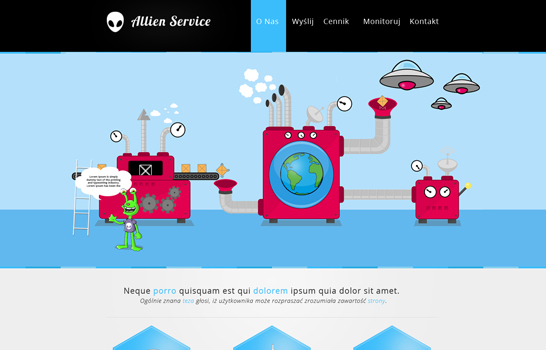 Allien Service
O Nas
Wyślij
Cennik
Monitoruj
Kontakt
Lorem ipsum is simply
dummy text of the printing
and typesetting industry.
Lorem Ipsum has been the
Neque porro quisquam est qui dolorem ipsum quia dolor sit amet.
Ogólnie znana teza głosi, iż użytkownika może rozpraszać zrozumiała zawartość strony.